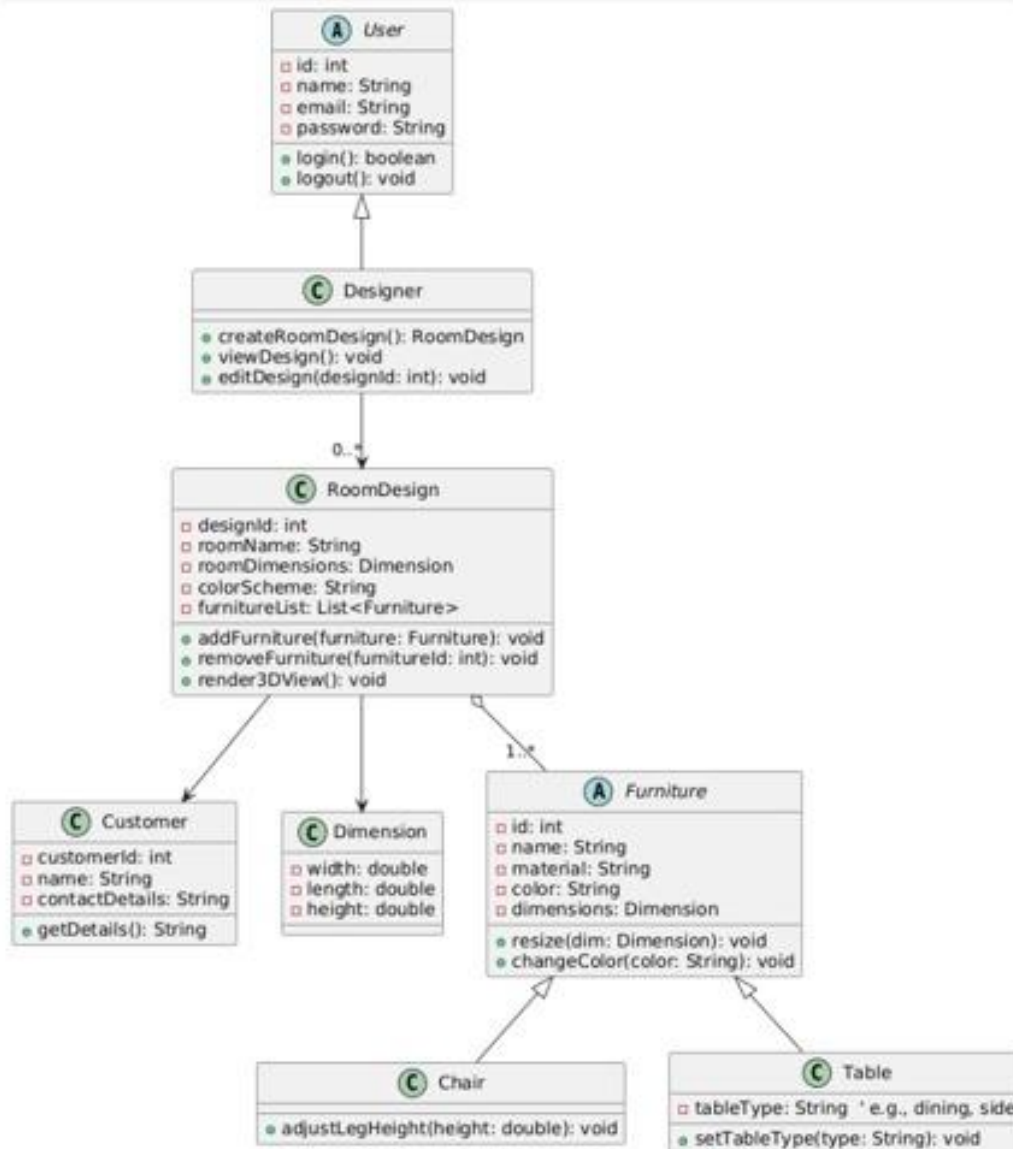 A User
id: int
name: String
email: String
password: String
login(): boolean
logout(): void
C Designer
createRoomDesign(): RoomDesign
viewDesign(): void
editDesign(designId: int): void
0..*
C RoomDesign
designId: int
roomName: String
roomDimensions: Dimension
colorScheme: String
furnitureList: List<Furniture>
addFurniture(furniture: Furniture): void
removeFurniture(furnitureId: int): void
render3DView(): void
1..*
C Customer
customerId: int
name: String
contactDetails: String
getDetails(): String
C Dimension
width: double
length: double
height: double
A Furniture
id: int
name: String
material: String
color: String
dimensions: Dimension
resize(dim: Dimension): void
changeColor(color: String): void
C Chair
adjustLegHeight(height: double): void
C Table
tableType: String ' e.g., dining, side
setTableType(type: String): void